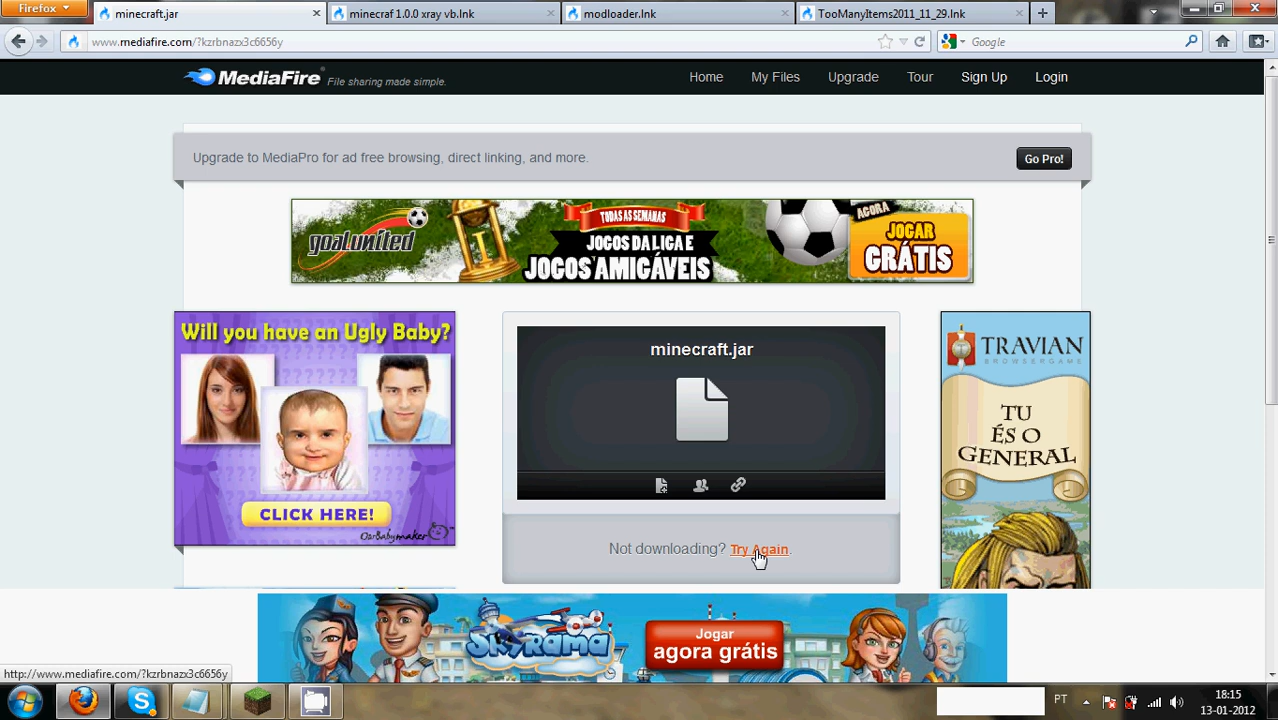 Firefox
minecraft.jar
minecraf 1.0.0 xray vb.lnk
modloader.lnk
TooManyItems2011_11_29.lnk
www.mediafire.com/?kzrbnazx3c6656y
Google
MediaFire File sharing made simple.
Home My Files Upgrade Tour Sign Up Login
Upgrade to MediaPro for ad free browsing, direct linking, and more.
Go Pro!
goalunited
TODAS AS SEMANAS
JOGOS DA LIGA E
JOGOS AMIGÁVEIS
AGORA
JOGAR
GRÁTIS
Will you have an Ugly Baby?
CLICK HERE!
OurBabymaker
minecraft.jar
Not downloading? Try Again.
TRAVIAN
BROWSERGAME
TU
ÉS O
GENERAL
SKYRAMA
Jogar
agora grátis
http://www.mediafire.com/?kzrbnazx3c6656y
PT
18:15
13-01-2012